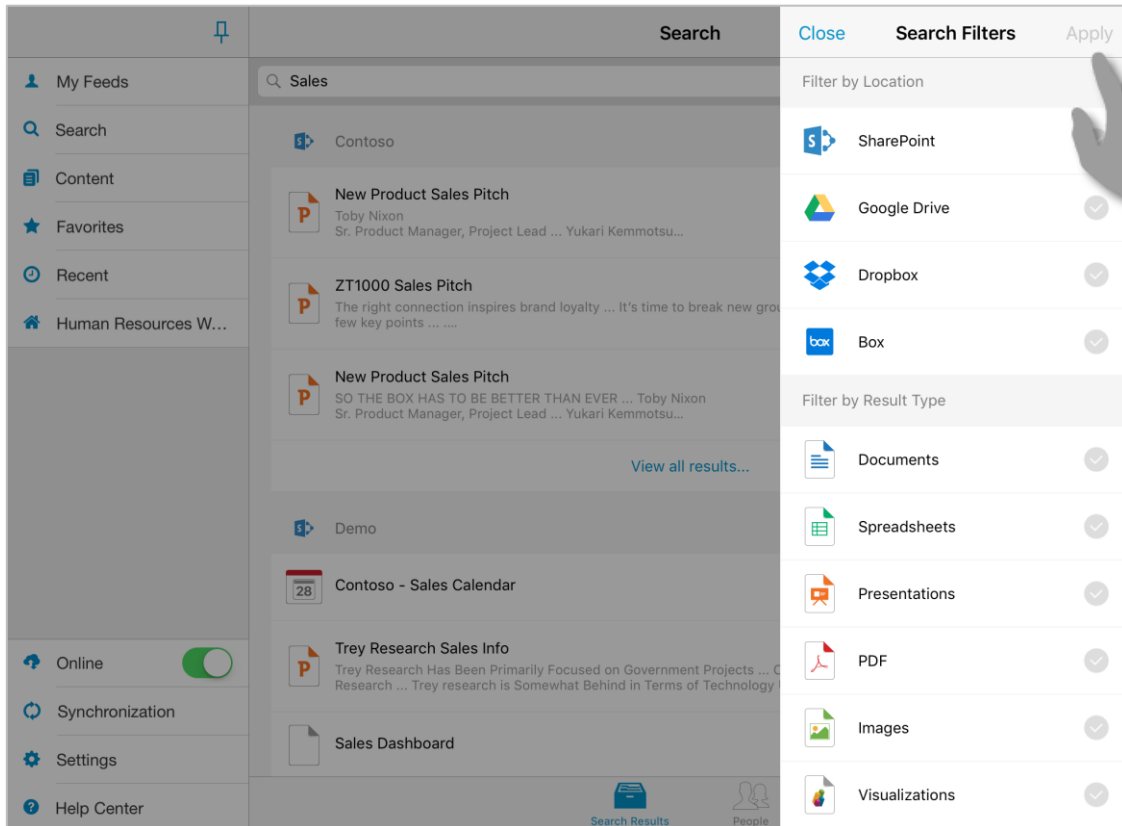 Search
Close
Search Filters
Apply
My Feeds
Search
Content
Favorites
Recent
Human Resources W...
Online
Synchronization
Settings
Help Center
Sales
Contoso
New Product Sales Pitch
Toby Nixon
Sr. Product Manager, Project Lead ... Yukari Kemmotsu...
ZT1000 Sales Pitch
The right connection inspires brand loyalty ... It's time to break new
few key points ... ....
New Product Sales Pitch
SO THE BOX HAS TO BE BETTER THAN EVER ... Toby Nixon
Sr. Product Manager, Project Lead ... Yukari Kemmotsu...
View all results...
Demo
28
Contoso - Sales Calendar
Trey Research Sales Info
Trey Research Has Been Primarily Focused on Government Projects ...
Research ... Trey research is Somewhat Behind in Terms of Technology
Sales Dashboard
Search Results
People
Filter by Location
SharePoint
Google Drive
Dropbox
box
Box
Filter by Result Type
Documents
Spreadsheets
Presentations
PDF
Images
Visualizations